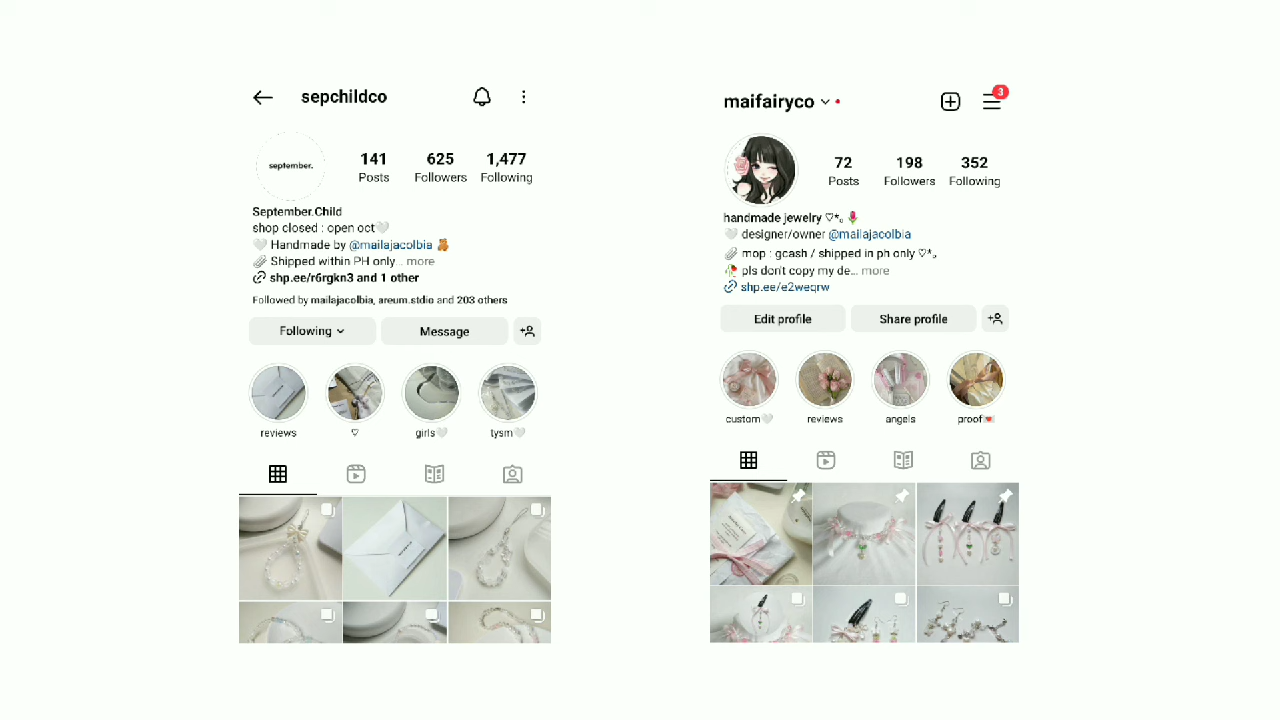 sepchildco
september.
141 625 1,477
Posts Followers Following
September.Child
shop closed : open oct🤍
🤍 Handmade by @mailajacolbia 🧸
📎 Shipped within PH only... more
shp.ee/r6rgkn3 and 1 other
Followed by mailajacolbia, areum.stdio and 203 others
Following Message
reviews ♡ girls🤍 tysm🤍
maifairyco 3
72 198 352
Posts Followers Following
handmade jewelry ♡*。🌷
🤍 designer/owner @mailajacolbia
📎 mop : gcash / shipped in ph only ♡*。
🥀 pls don't copy my de... more
shp.ee/e2weqrw
Edit profile Share profile
custom🤍 reviews angels proof💌